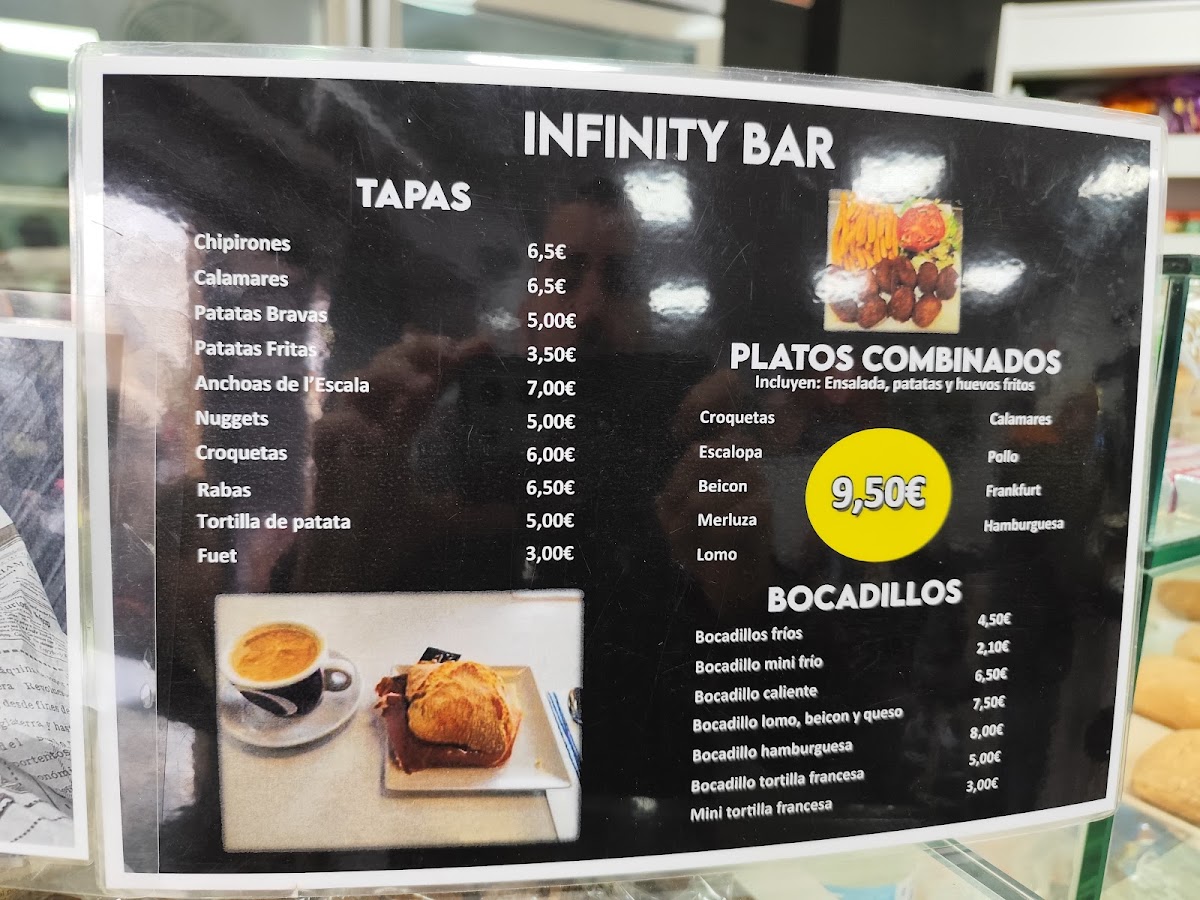 INFINITY BAR
TAPAS
Chipirones 6,5€
Calamares 6,5€
Patatas Bravas 5,00€
Patatas Fritas 3,50€
Anchoas de l'Escala 7,00€
Nuggets 5,00€
Croquetas 6,00€
Rabas 6,50€
Tortilla de patata 5,00€
Fuet 3,00€
PLATOS COMBINADOS
Incluyen: Ensalada, patatas y huevos fritos
Croquetas
Escalopa
Beicon
Merluza
Lomo
9,50€
Calamares
Pollo
Frankfurt
Hamburguesa
BOCADILLOS
Bocadillos fríos 4,50€
Bocadillo mini frío 2,10€
Bocadillo caliente 6,50€
Bocadillo lomo, beicon y queso 7,50€
Bocadillo hamburguesa 8,00€
Bocadillo tortilla francesa 5,00€
Mini tortilla francesa 3,00€
desde fines de